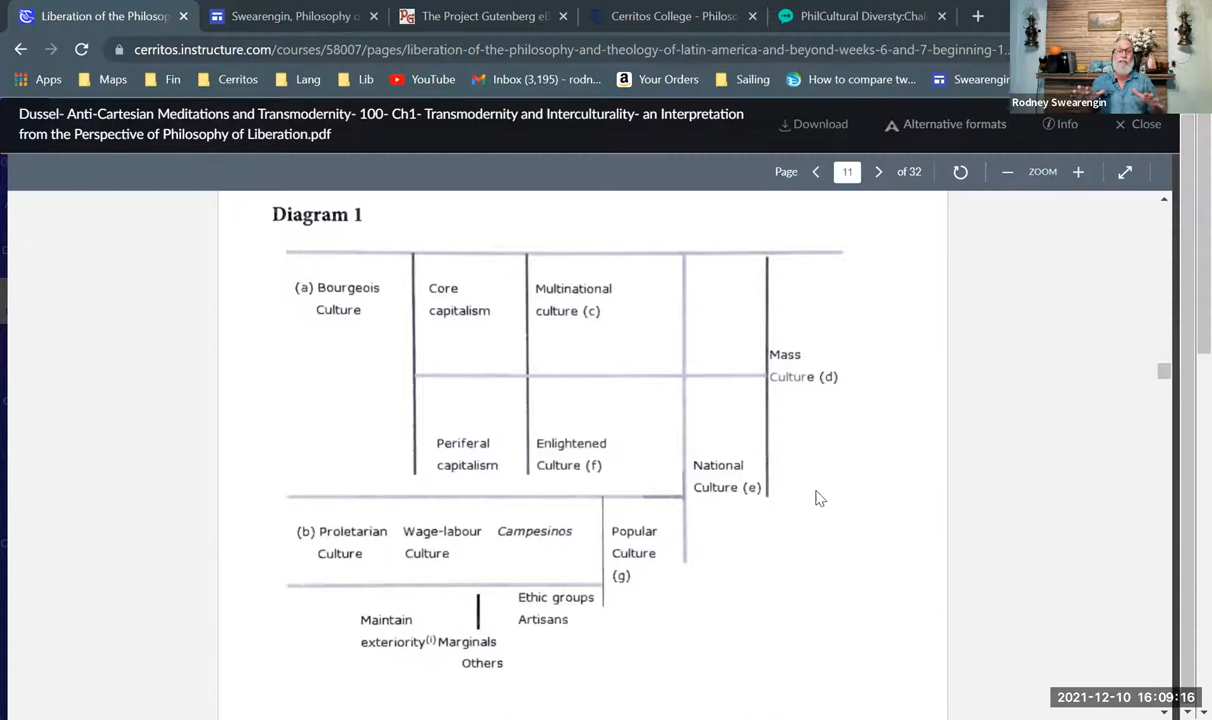 Liberation of the Philosop
Swearengin, Philosophy o
The Project Gutenberg eB
Cerritos College - Philoso
PhilCultural Diversty:Chal
cerritos.instructure.com/courses/58007/pages/liberation-of-the-philosophy-and-theology-of-latin-america-and-beyond-weeks-6-and-7-beginning-1...
Apps
Maps
Fin
Cerritos
Lang
Lib
YouTube
Inbox (3,195) - rodn...
Your Orders
Sailing
How to compare tw...
Swearengin
Rodney Swearengin
Dussel- Anti-Cartesian Meditations and Transmodernity- 100- Ch1- Transmodernity and Interculturality- an Interpretation
from the Perspective of Philosophy of Liberation.pdf
Download
Alternative formats
Info
Close
Page
11
of 32
ZOOM
Diagram 1
(a) Bourgeois
Culture
Core
capitalism
Multinational
culture (c)
Mass
Culture (d)
Periferal
capitalism
Enlightened
Culture (f)
National
Culture (e)
(b) Proletarian
Culture
Wage-labour
Culture
Campesinos
Popular
Culture
(g)
Ethic groups
Artisans
Maintain
exteriority(i) Marginals
Others
2021-12-10 16:09:16